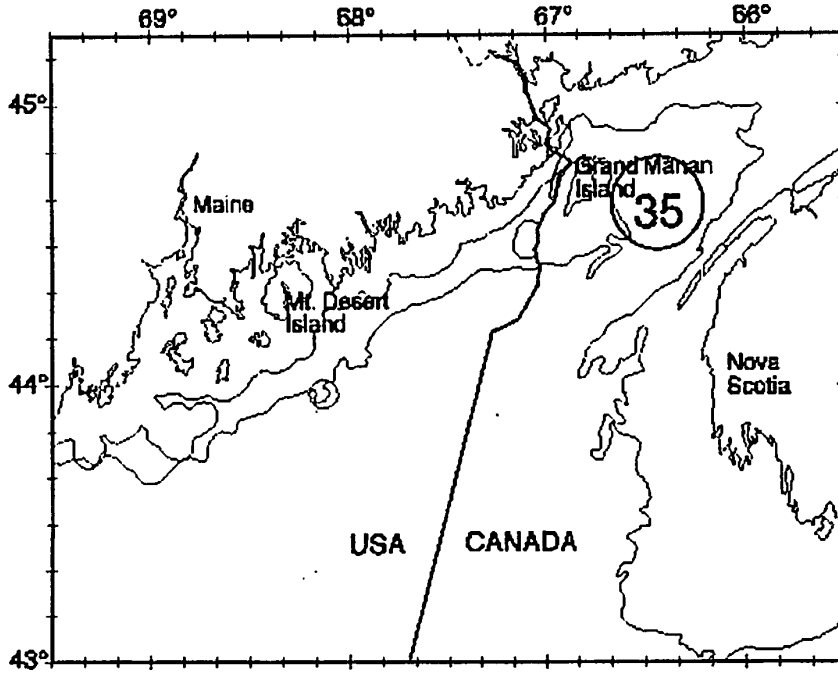 69° 68° 67° 66°
45°
Grand Manan
Island
35
Maine
Mt. Desert
Island
Nova
Scotia
44°
USA CANADA
43°